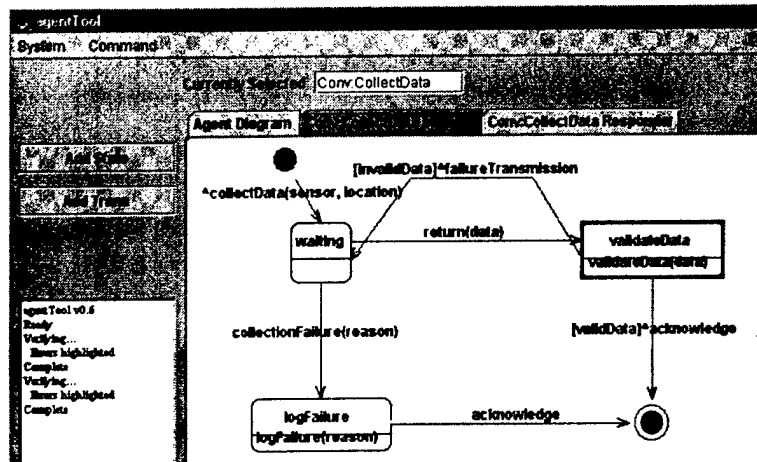 agentTool
System Command
Currently Selected: Conv:CollectData
Agent Diagram Conv:CollectData Responder
Add State
Add Trans
[invalidData]^failureTransmission
^collectData(sensor, location)
waiting
return(data)
validateData
validateData(data)
agentTool v0.6
Ready
Verifying...
Errors highlighted
Complete
Verifying...
Errors highlighted
Complete
collectionFailure(reason)
[validData]^acknowledge
logFailure
logFailure(reason)
acknowledge